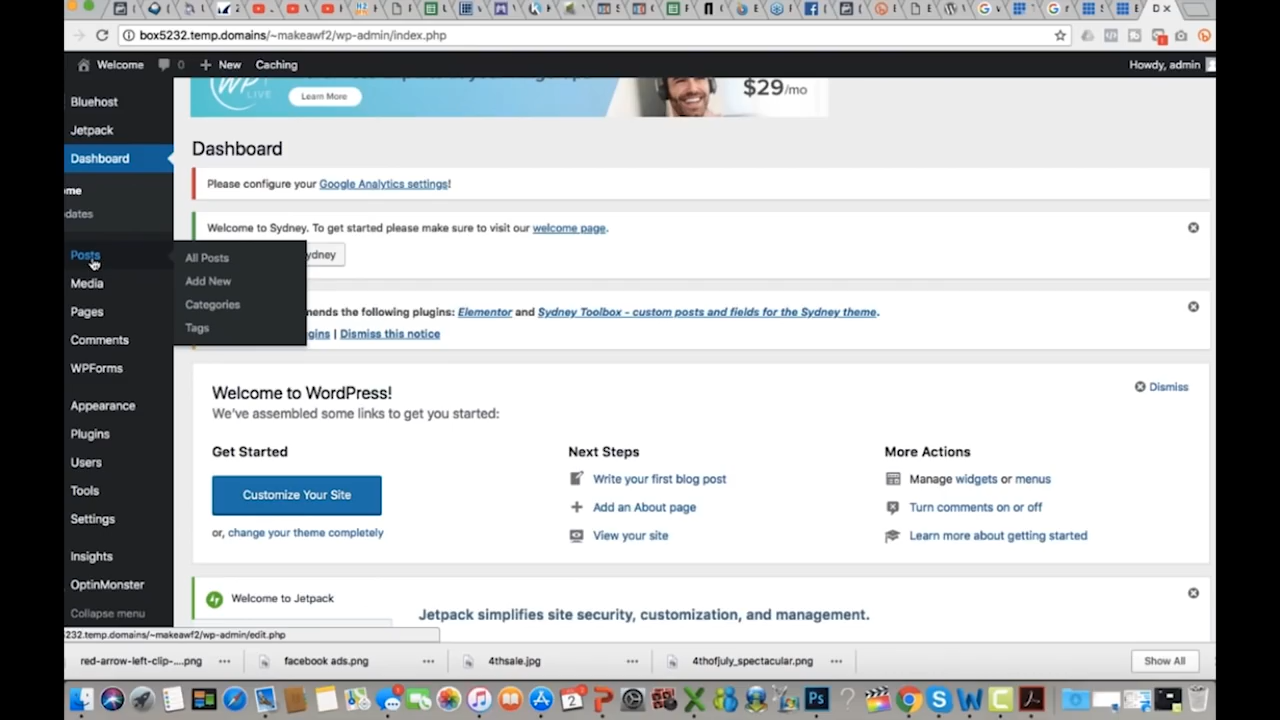 box5232.temp.domains/~makeawf2/wp-admin/index.php
Welcome 0 New Caching Howdy, admin
WP
LIVE
Learn More
$29/mo
Bluehost
Jetpack
Dashboard
ome
dates
Posts
Media
Pages
Comments
WPForms
Appearance
Plugins
Users
Tools
Settings
Insights
OptinMonster
Collapse menu
All Posts
Add New
Categories
Tags
Dashboard
Please configure your Google Analytics settings!
Welcome to Sydney. To get started please make sure to visit our welcome page.
ydney
mends the following plugins: Elementor and Sydney Toolbox - custom posts and fields for the Sydney theme.
gins | Dismiss this notice
Welcome to WordPress!
Dismiss
We've assembled some links to get you started:
Get Started
Customize Your Site
or, change your theme completely
Next Steps
Write your first blog post
Add an About page
View your site
More Actions
Manage widgets or menus
Turn comments on or off
Learn more about getting started
Welcome to Jetpack
Jetpack simplifies site security, customization, and management.
5232.temp.domains/~makeawf2/wp-admin/edit.php
red-arrow-left-clip-....png
facebook ads.png
4thsale.jpg
4thofjuly_spectacular.png
Show All